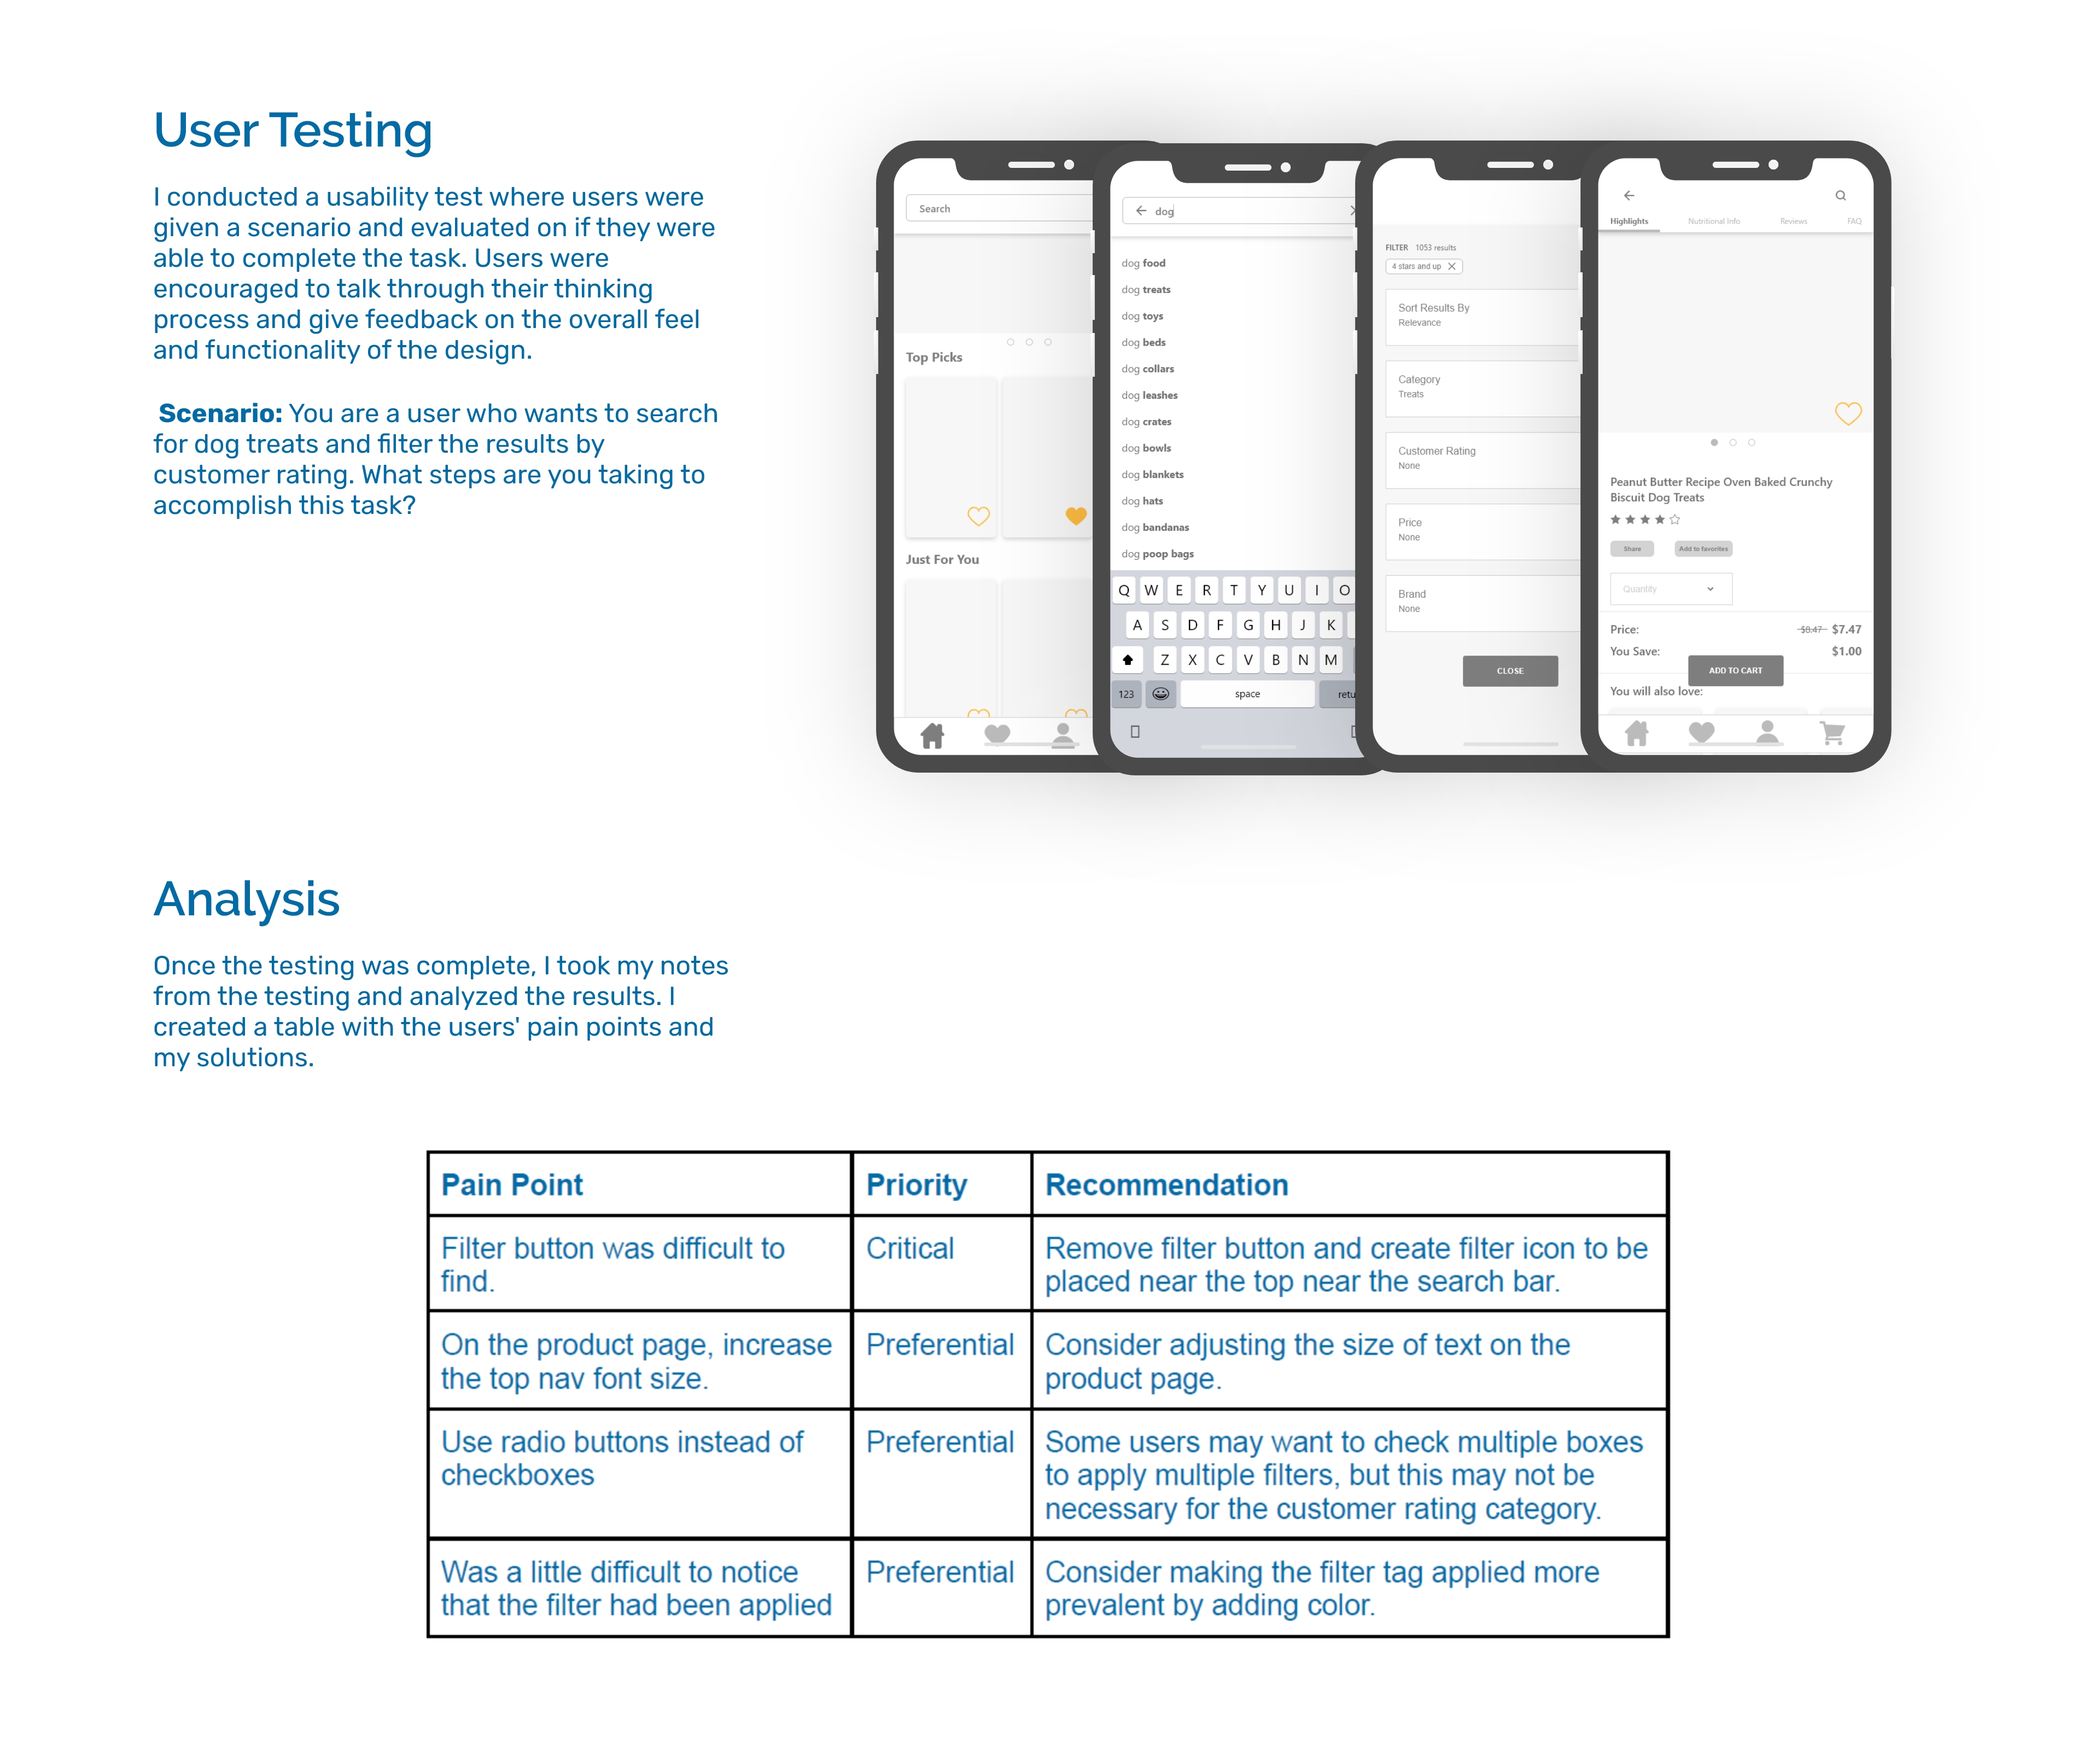 User Testing
I conducted a usability test where users were
given a scenario and evaluated on if they were
able to complete the task. Users were
encouraged to talk through their thinking
process and give feedback on the overall feel
and functionality of the design.
Scenario: You are a user who wants to search
for dog treats and filter the results by
customer rating. What steps are you taking to
accomplish this task?
Search
Top Picks
Just For You
dog
dog food
dog treats
dog toys
dog beds
dog collars
dog leashes
dog crates
dog bowls
dog blankets
dog hats
dog bandanas
dog poop bags
Q W E R T Y U I O
A S D F G H J K
Z X C V B N M
123 space retu
FILTER 1053 results
4 stars and up
Sort Results By
Relevance
Category
Treats
Customer Rating
None
Price
None
Brand
None
CLOSE
Highlights Nutritional Info Reviews FAQ
Peanut Butter Recipe Oven Baked Crunchy
Biscuit Dog Treats
Share Add to favorites
Quantity
Price: $8.47 $7.47
You Save: $1.00
ADD TO CART
You will also love:
Analysis
Once the testing was complete, I took my notes
from the testing and analyzed the results. I
created a table with the users' pain points and
my solutions.
Pain Point Priority Recommendation
Filter button was difficult to Critical Remove filter button and create filter icon to be
find. placed near the top near the search bar.
On the product page, increase Preferential Consider adjusting the size of text on the
the top nav font size. product page.
Use radio buttons instead of Preferential Some users may want to check multiple boxes
checkboxes to apply multiple filters, but this may not be
necessary for the customer rating category.
Was a little difficult to notice Preferential Consider making the filter tag applied more
that the filter had been applied prevalent by adding color.